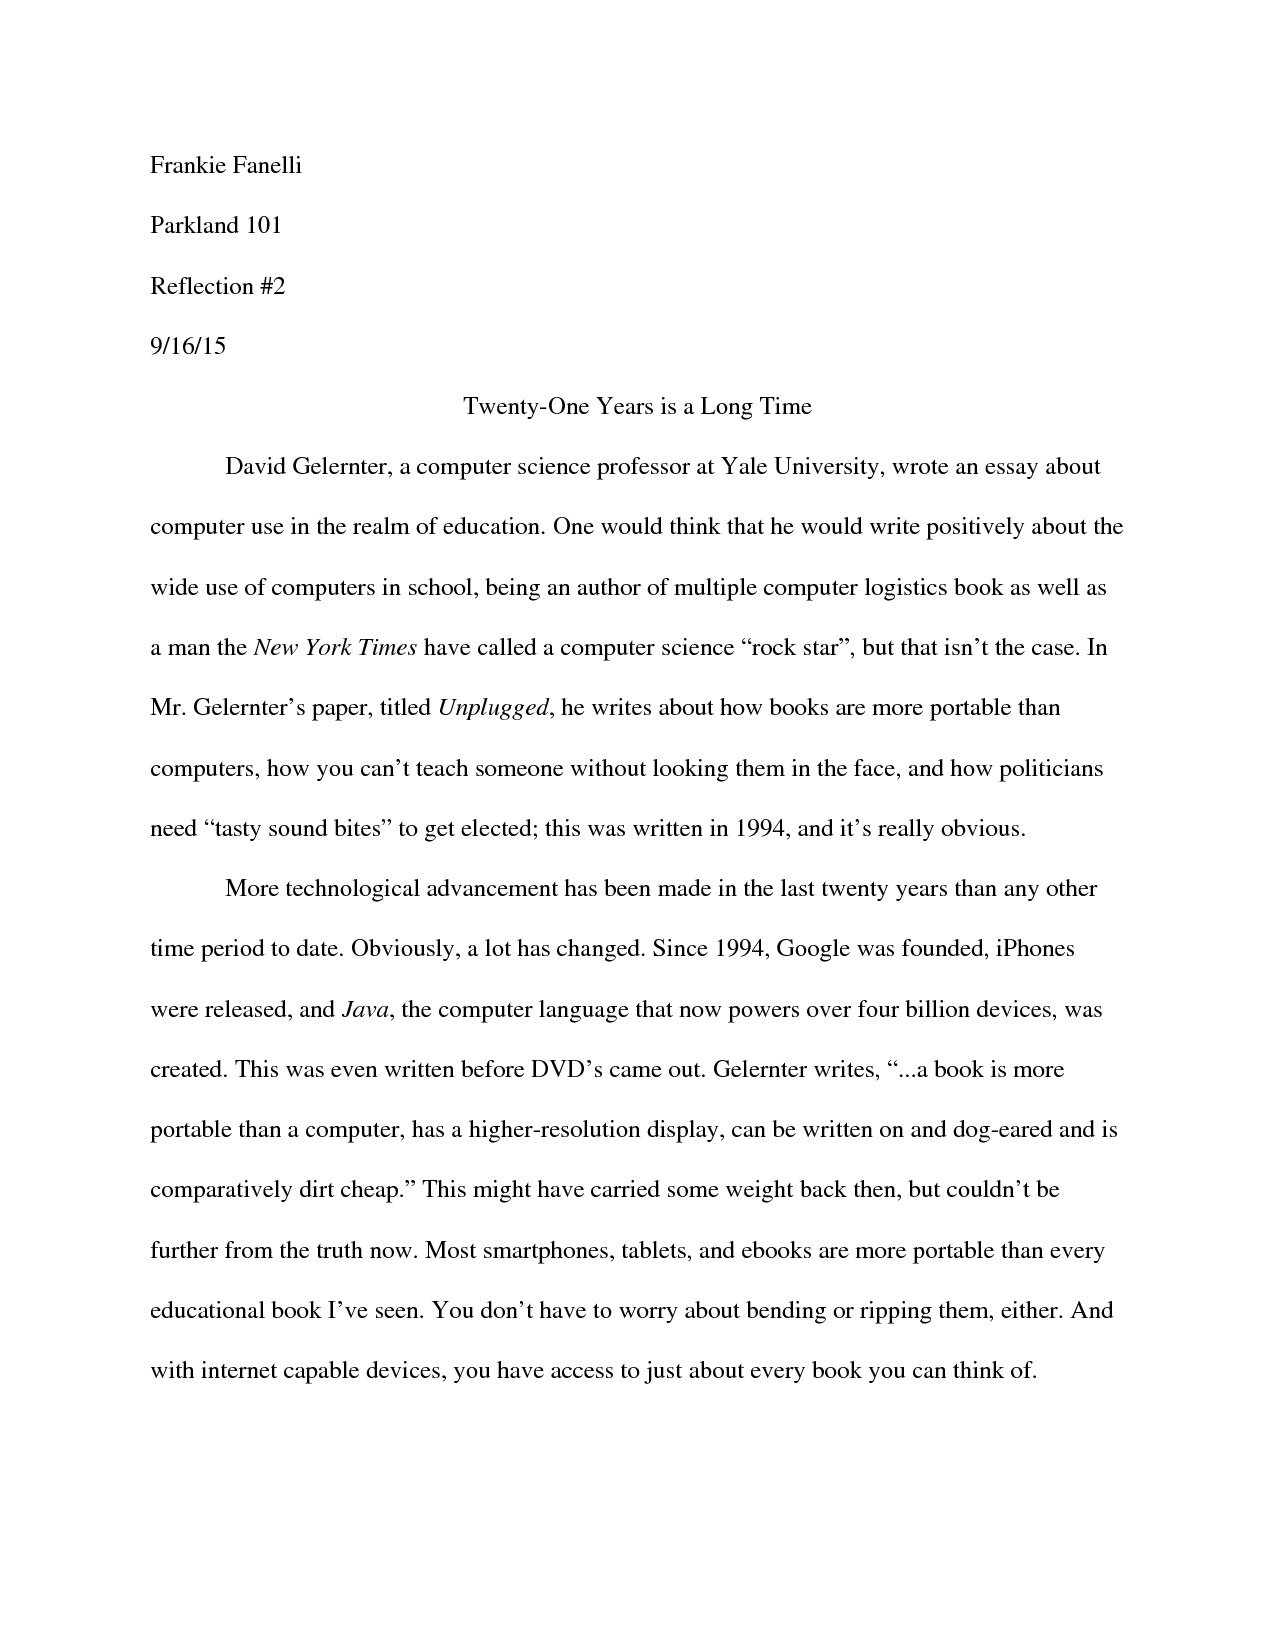 Frankie Fanelli
Parkland 101
Reflection #2
9/16/15
Twenty-One Years is a Long Time
David Gelernter, a computer science professor at Yale University, wrote an essay about
computer use in the realm of education. One would think that he would write positively about the
wide use of computers in school, being an author of multiple computer logistics book as well as
a man the New York Times have called a computer science “rock star”, but that isn’t the case. In
Mr. Gelernter’s paper, titled Unplugged, he writes about how books are more portable than
computers, how you can’t teach someone without looking them in the face, and how politicians
need “tasty sound bites” to get elected; this was written in 1994, and it’s really obvious.
More technological advancement has been made in the last twenty years than any other
time period to date. Obviously, a lot has changed. Since 1994, Google was founded, iPhones
were released, and Java, the computer language that now powers over four billion devices, was
created. This was even written before DVD’s came out. Gelernter writes, “...a book is more
portable than a computer, has a higher-resolution display, can be written on and dog-eared and is
comparatively dirt cheap.” This might have carried some weight back then, but couldn’t be
further from the truth now. Most smartphones, tablets, and ebooks are more portable than every
educational book I’ve seen. You don’t have to worry about bending or ripping them, either. And
with internet capable devices, you have access to just about every book you can think of.